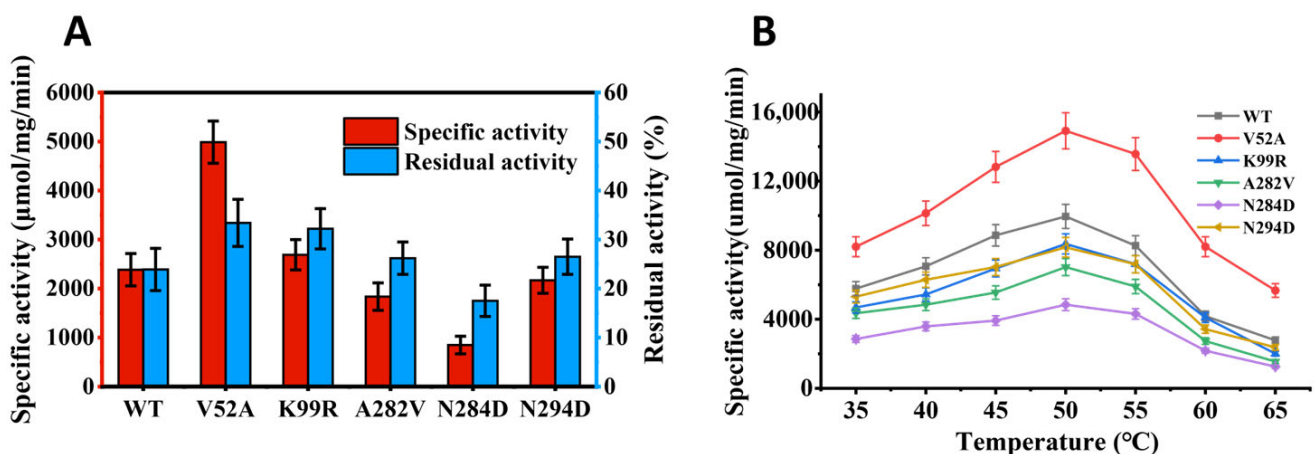 A
Specific activity (μmol/mg/min)
6000
5000
4000
3000
2000
1000
0
Specific activity
Residual activity
60
50
40
30
20
10
0
Residual activity (%)
WT V52A K99R A282V N284D N294D
B
Specific activity(umol/mg/min)
16,000
12,000
8000
4000
0
WT
V52A
K99R
A282V
N284D
N294D
35 40 45 50 55 60 65
Temperature (°C)